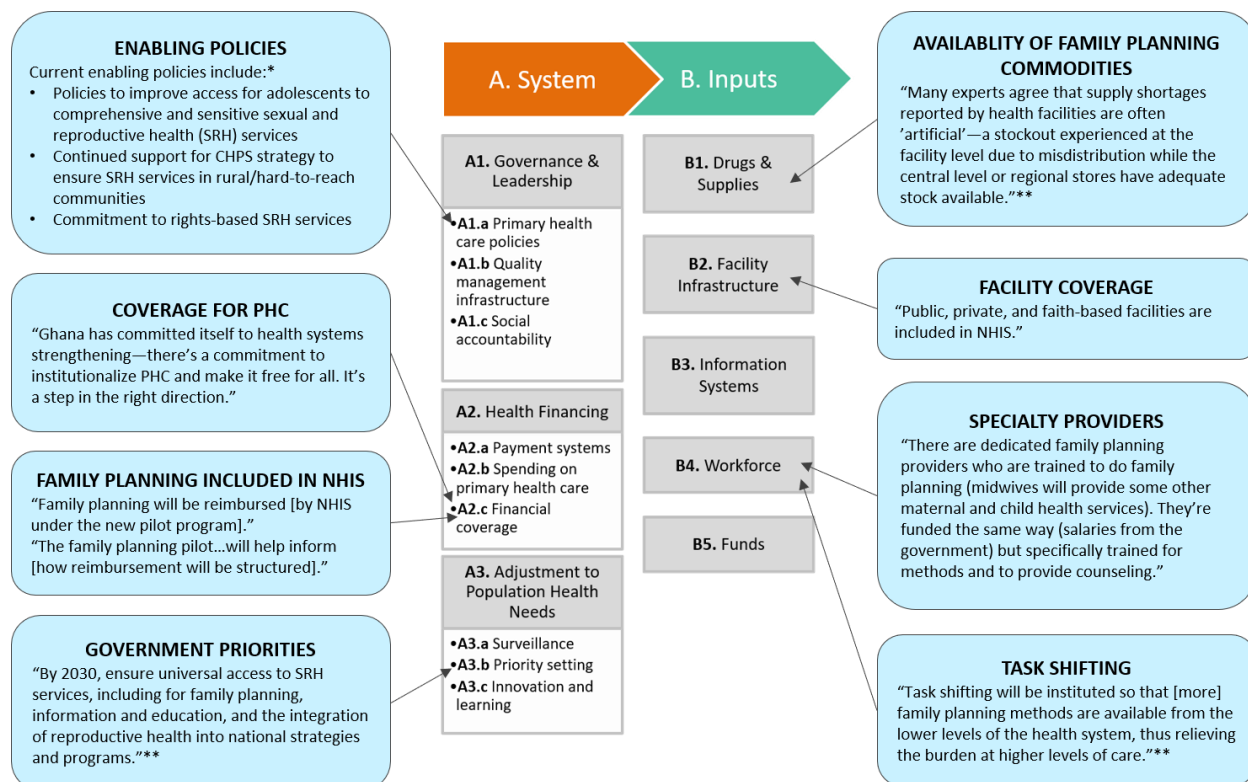 ENABLING POLICIES
Current enabling policies include:*
• Policies to improve access for adolescents to
comprehensive and sensitive sexual and
reproductive health (SRH) services
• Continued support for CHPS strategy to
ensure SRH services in rural/hard-to-reach
communities
• Commitment to rights-based SRH services
COVERAGE FOR PHC
“Ghana has committed itself to health systems
strengthening—there’s a commitment to
institutionalize PHC and make it free for all. It’s
a step in the right direction.”
FAMILY PLANNING INCLUDED IN NHIS
“Family planning will be reimbursed [by NHIS
under the new pilot program].”
“The family planning pilot…will help inform
[how reimbursement will be structured].”
GOVERNMENT PRIORITIES
“By 2030, ensure universal access to SRH
services, including for family planning,
information and education, and the integration
of reproductive health into national strategies
and programs.”**
A. System
A1. Governance &
Leadership
•A1.a Primary health
care policies
•A1.b Quality
management
infrastructure
•A1.c Social
accountability
A2. Health Financing
•A2.a Payment systems
•A2.b Spending on
primary health care
•A2.c Financial
coverage
A3. Adjustment to
Population Health
Needs
•A3.a Surveillance
•A3.b Priority setting
•A3.c Innovation and
learning
B. Inputs
B1. Drugs &
Supplies
B2. Facility
Infrastructure
B3. Information
Systems
B4. Workforce
B5. Funds
AVAILABLITY OF FAMILY PLANNING
COMMODITIES
“Many experts agree that supply shortages
reported by health facilities are often
’artificial’—a stockout experienced at the
facility level due to misdistribution while the
central level or regional stores have adequate
stock available.”**
FACILITY COVERAGE
“Public, private, and faith-based facilities are
included in NHIS.”
SPECIALTY PROVIDERS
“There are dedicated family planning
providers who are trained to do family
planning (midwives will provide some other
maternal and child health services). They’re
funded the same way (salaries from the
government) but specifically trained for
methods and to provide counseling.”
TASK SHIFTING
“Task shifting will be instituted so that [more]
family planning methods are available from the
lower levels of the health system, thus relieving
the burden at higher levels of care.”**